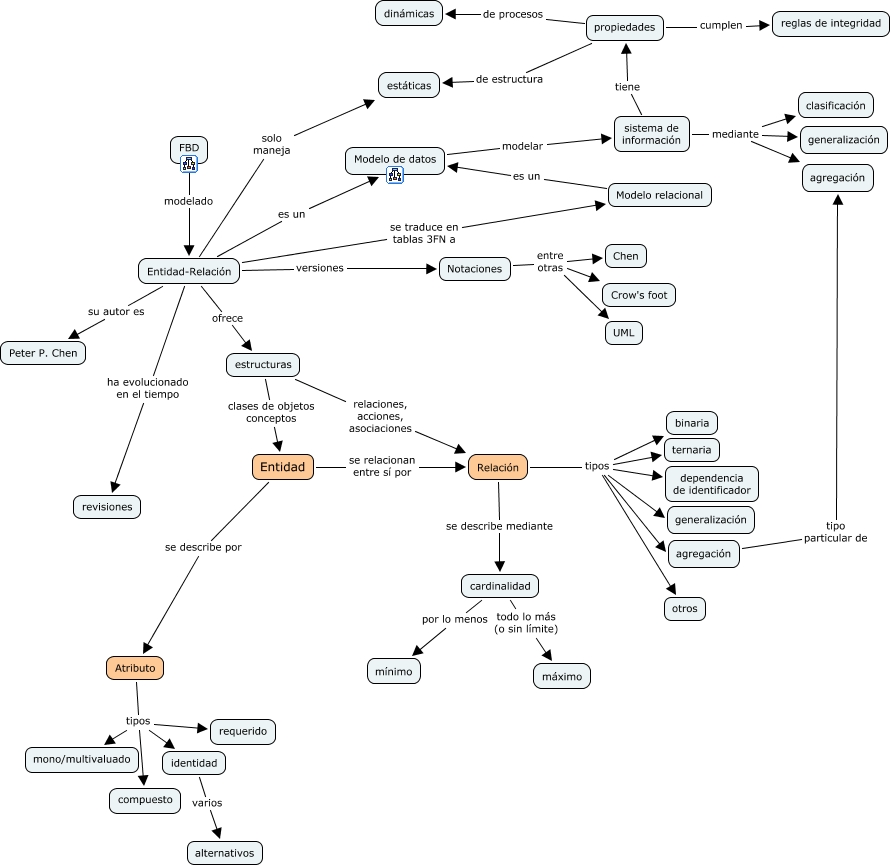 dinámicas
de procesos
propiedades
cumplen
reglas de integridad
estáticas
de estructura
tiene
clasificación
solo
maneja
FBD
Modelo de datos
modelar
sistema de
información
mediante
generalización
agregación
modelado
es un
es un
Modelo relacional
se traduce en
tablas 3FN a
Entidad-Relación
versiones
Notaciones
entre
otras
Chen
Crow's foot
UML
su autor es
Peter P. Chen
ofrece
estructuras
ha evolucionado
en el tiempo
revisiones
clases de objetos
conceptos
relaciones,
acciones,
asociaciones
Entidad
se relacionan
entre sí por
Relación
tipos
binaria
ternaria
dependencia
de identificador
generalización
agregación
otros
tipo
particular de
se describe por
se describe mediante
cardinalidad
por lo menos
todo lo más
(o sin límite)
mínimo
máximo
Atributo
tipos
requerido
mono/multivaluado
identidad
compuesto
varios
alternativos